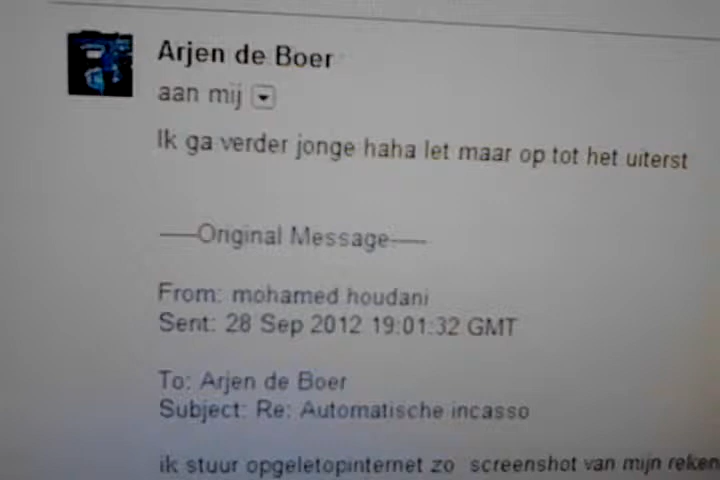 Arjen de Boer
aan mij
Ik ga verder jonge haha let maar op tot het uiterst
-----Original Message-----
From: mohamed houdani
Sent: 28 Sep 2012 19:01:32 GMT
To: Arjen de Boer
Subject: Re: Automatische incasso
ik stuur opgeletopinternet zo screenshot van mijn reken